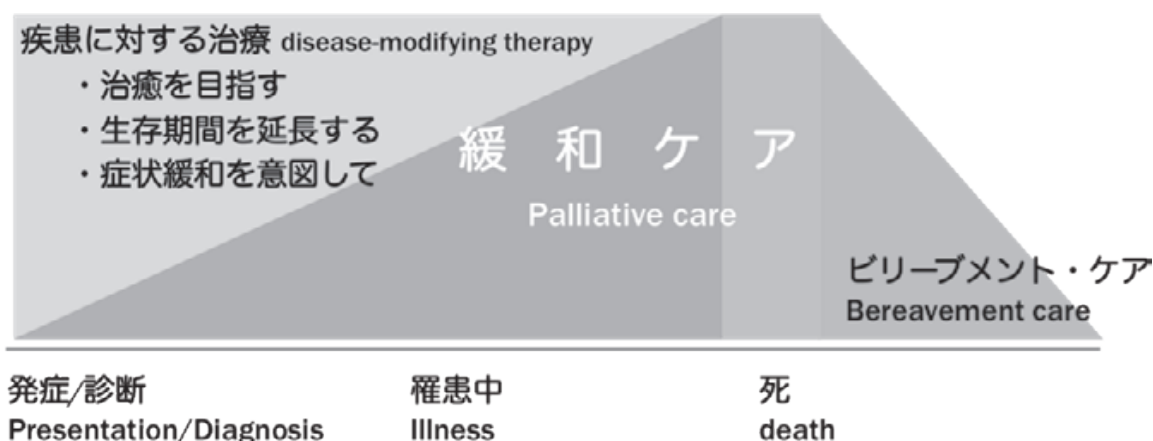 疾患に対する治療 disease-modifying therapy
・治癒を目指す
・生存期間を延長する
・症状緩和を意図して
緩和ケア
Palliative care
ビリーブメント・ケア
Bereavement care
発症/診断
Presentation/Diagnosis
罹患中
Illness
死
death